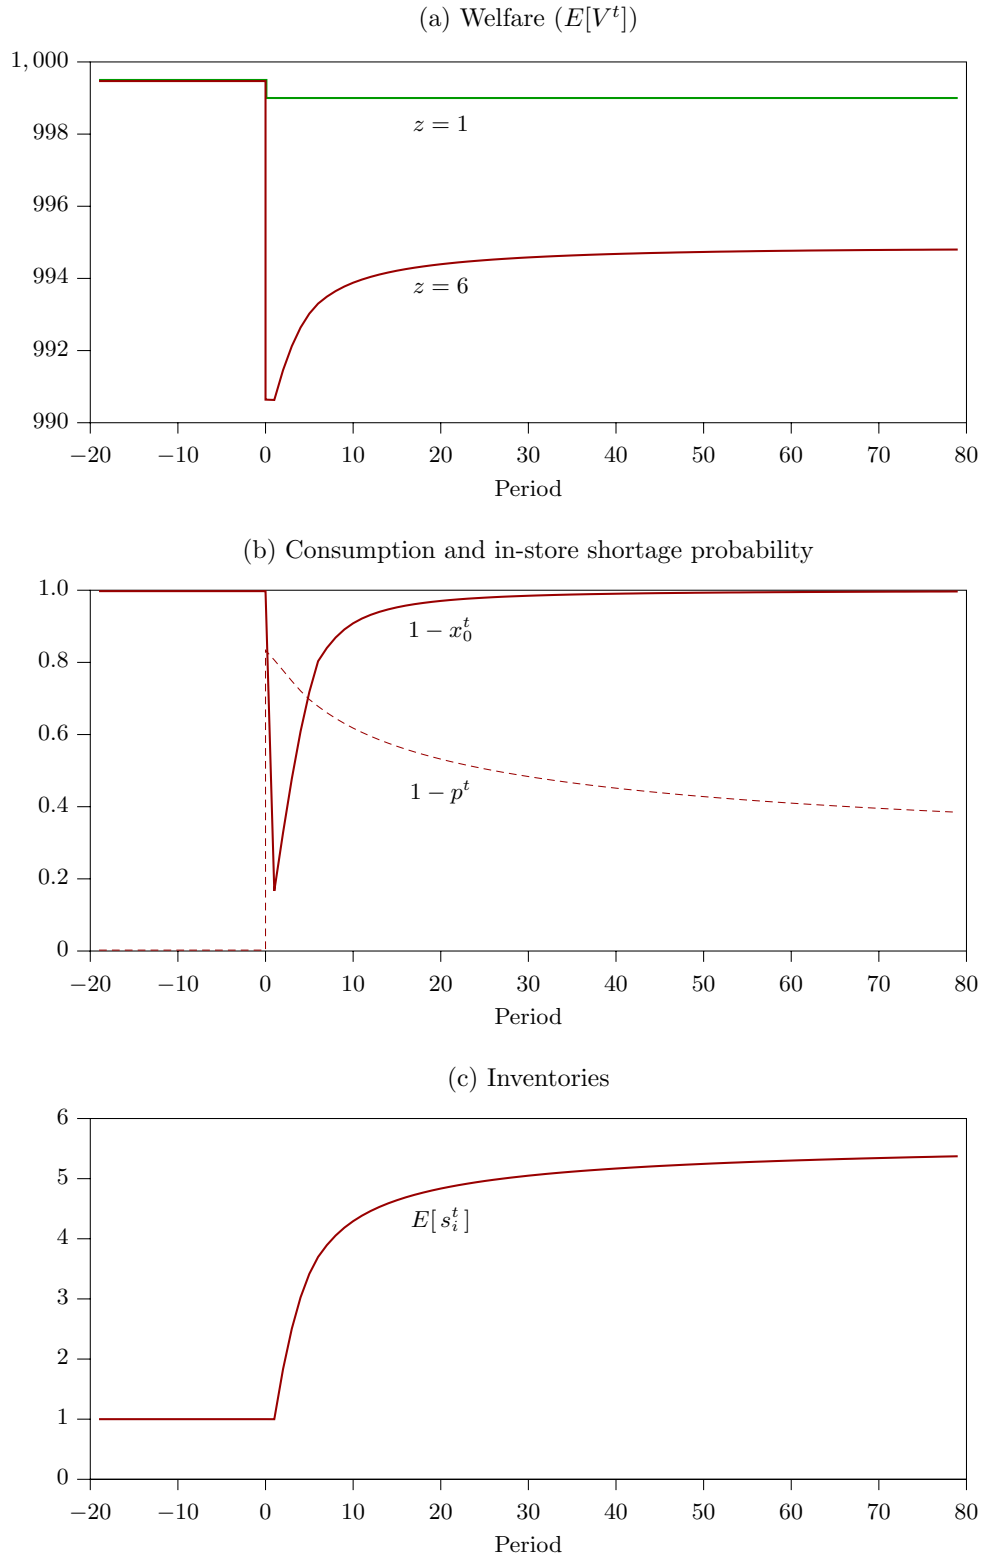 (a) Welfare (E[V^t])
1,000
998
996
994
992
990
z = 1
z = 6
−20 −10 0 10 20 30 40 50 60 70 80
Period
(b) Consumption and in-store shortage probability
1.0
0.8
0.6
0.4
0.2
0
1 − x_0^t
1 − p^t
−20 −10 0 10 20 30 40 50 60 70 80
Period
(c) Inventories
6
5
4
3
2
1
0
E[s_i^t]
−20 −10 0 10 20 30 40 50 60 70 80
Period